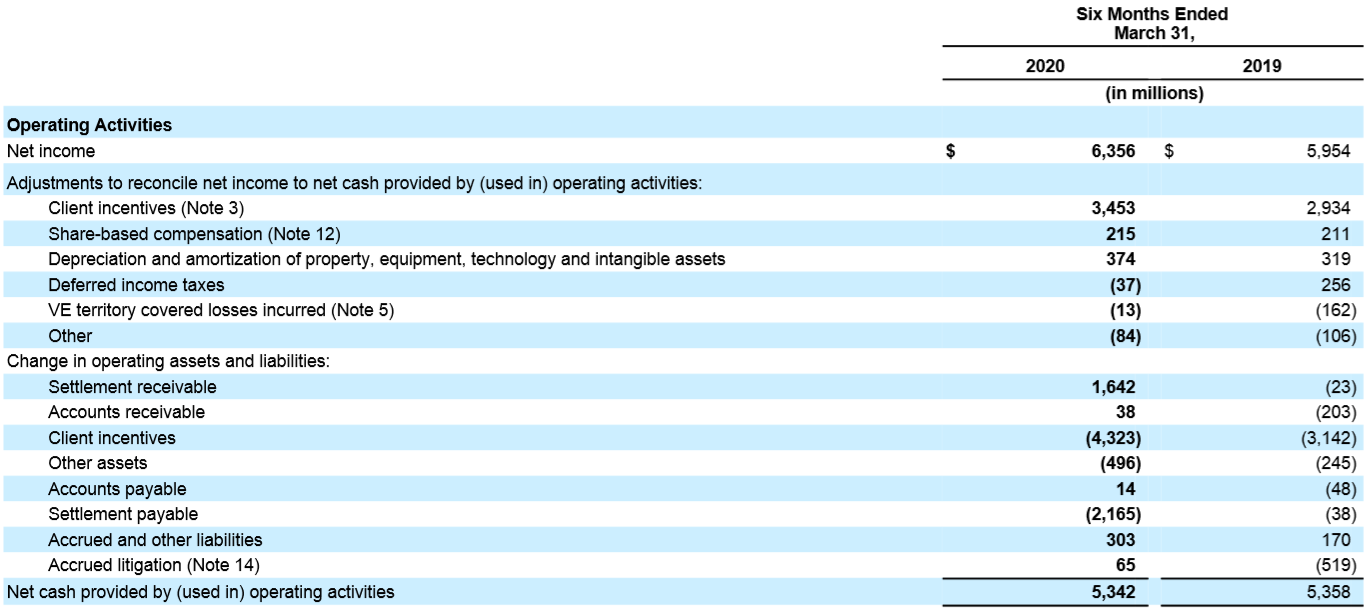 Six Months Ended
March 31,
2020 2019
(in millions)
Operating Activities
Net income $ 6,356 $ 5,954
Adjustments to reconcile net income to net cash provided by (used in) operating activities:
Client incentives (Note 3) 3,453 2,934
Share-based compensation (Note 12) 215 211
Depreciation and amortization of property, equipment, technology and intangible assets 374 319
Deferred income taxes (37) 256
VE territory covered losses incurred (Note 5) (13) (162)
Other (84) (106)
Change in operating assets and liabilities:
Settlement receivable 1,642 (23)
Accounts receivable 38 (203)
Client incentives (4,323) (3,142)
Other assets (496) (245)
Accounts payable 14 (48)
Settlement payable (2,165) (38)
Accrued and other liabilities 303 170
Accrued litigation (Note 14) 65 (519)
Net cash provided by (used in) operating activities 5,342 5,358